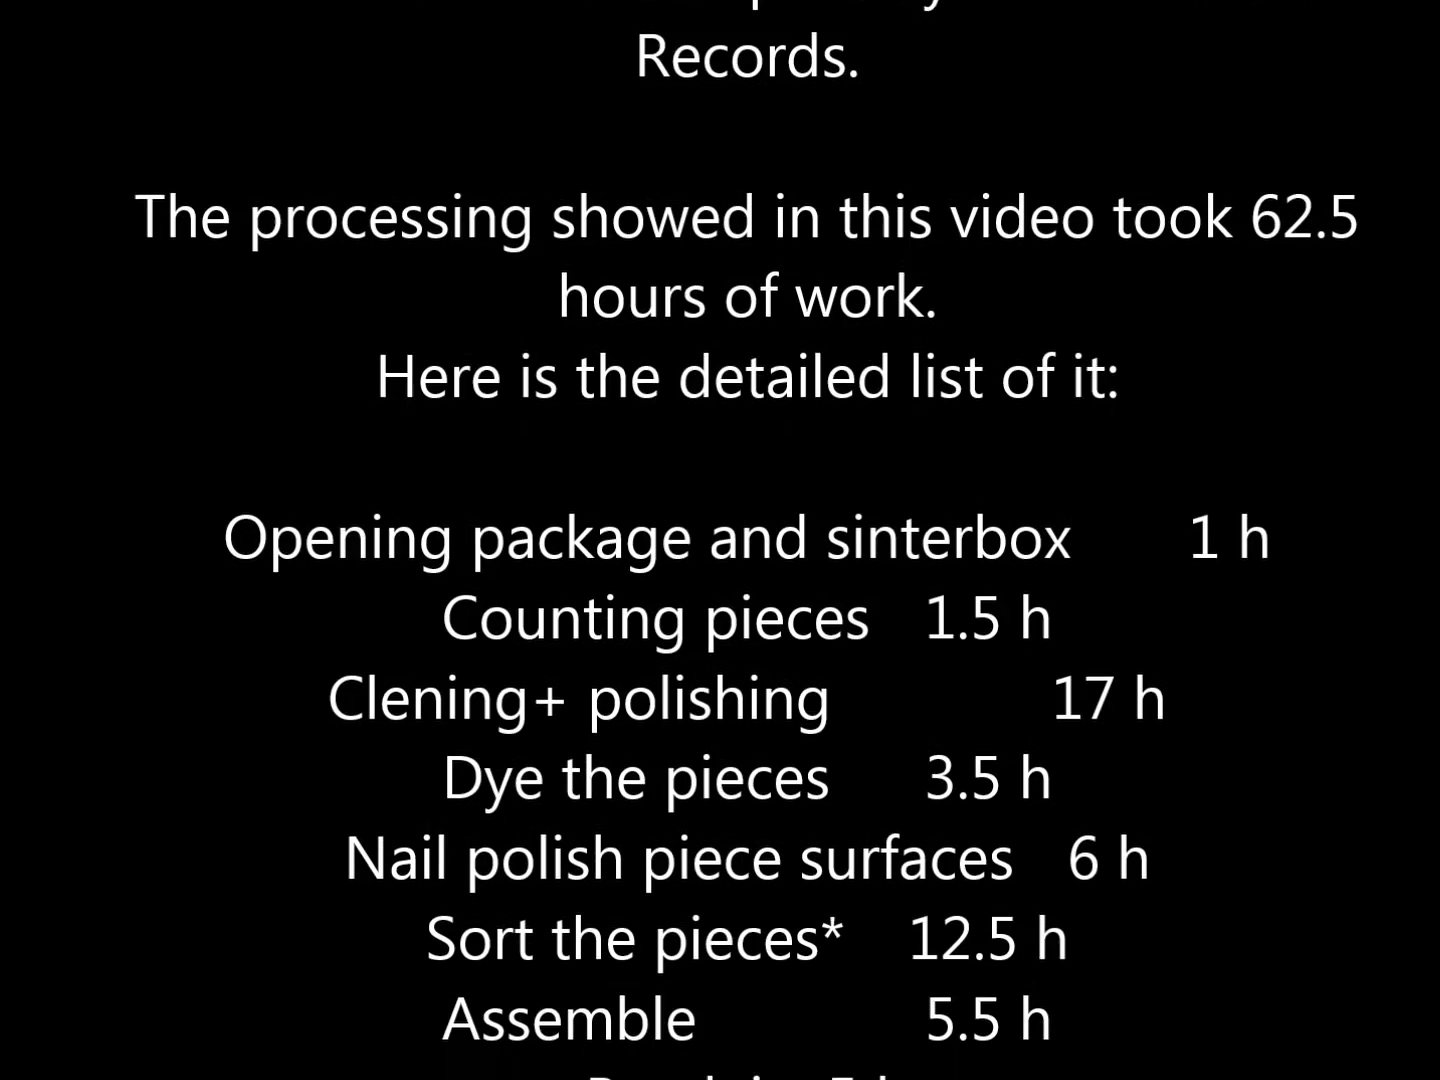 Records.
The processing showed in this video took 62.5
hours of work.
Here is the detailed list of it:
Opening package and sinterbox 1 h
Counting pieces 1.5 h
Clening+ polishing 17 h
Dye the pieces 3.5 h
Nail polish piece surfaces 6 h
Sort the pieces* 12.5 h
Assemble 5.5 h